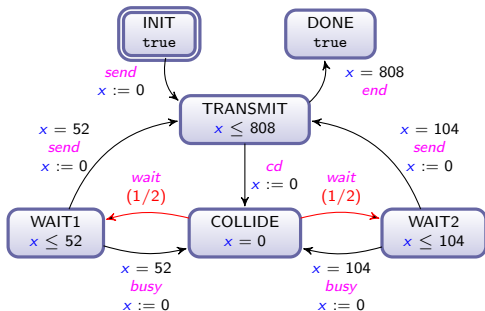 INIT
true
DONE
true
send
x := 0
x = 808
end
TRANSMIT
x ≤ 808
x = 52
send
x := 0
x = 104
send
x := 0
wait
(1/2)
cd
x := 0
wait
(1/2)
WAIT1
x ≤ 52
COLLIDE
x = 0
WAIT2
x ≤ 104
x = 52
busy
x := 0
x = 104
busy
x := 0